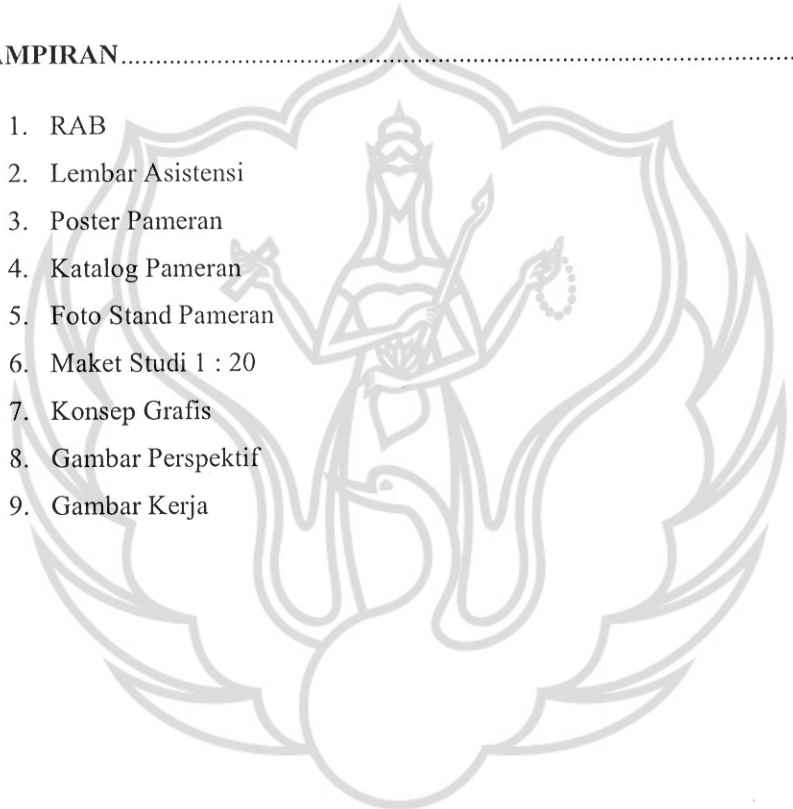 AMPIRAN................................................................................................
1. RAB
2. Lembar Asistensi
3. Poster Pameran
4. Katalog Pameran
5. Foto Stand Pameran
6. Maket Studi 1 : 20
7. Konsep Grafis
8. Gambar Perspektif
9. Gambar Kerja